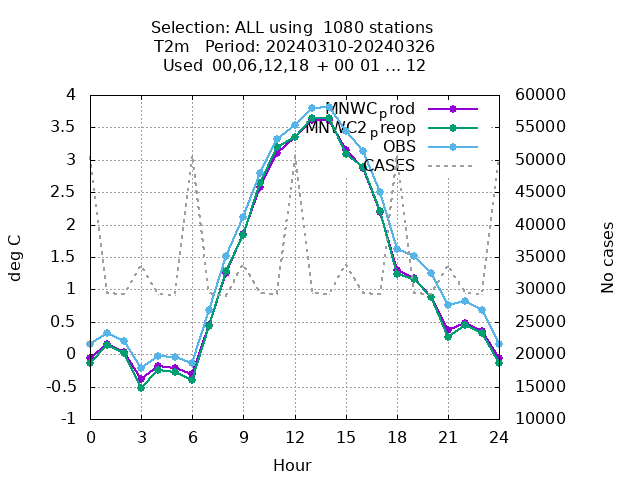 Selection: ALL using  1080 stations
T2m   Period: 20240310-20240326
Used  00,06,12,18 + 00 01 ... 12
MNWC_prod
MNWC2_preop
OBS
CASES
4
3.5
3
2.5
2
1.5
1
0.5
0
-0.5
-1
deg C
60000
55000
50000
45000
40000
35000
30000
25000
20000
15000
10000
No cases
0 3 6 9 12 15 18 21 24
Hour